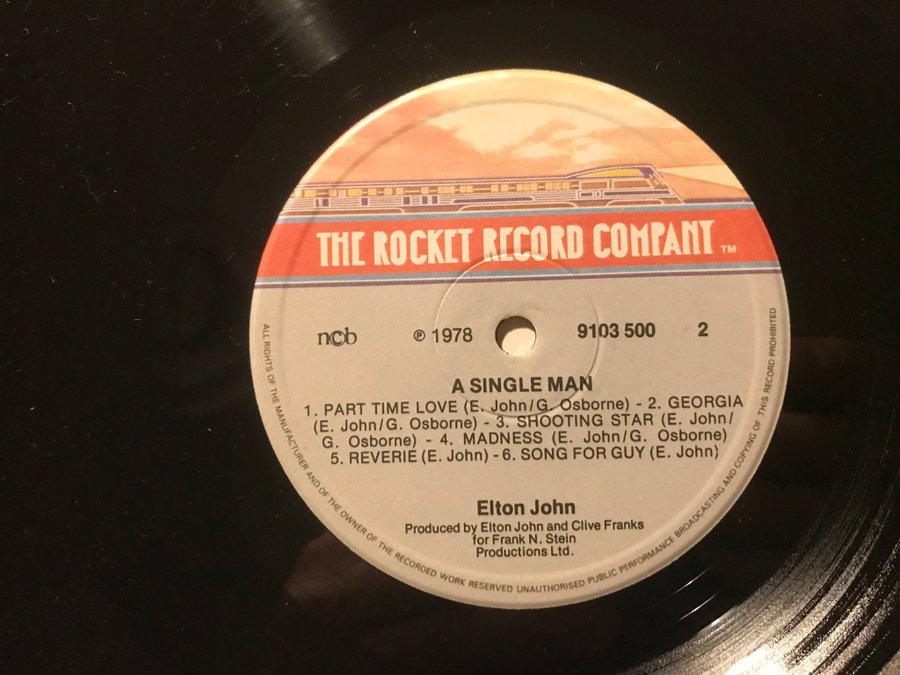 THE ROCKET RECORD COMPANY ™
ncb ℗ 1978 9103 500 2
A SINGLE MAN
1. PART TIME LOVE (E. John/G. Osborne) - 2. GEORGIA
(E. John/G. Osborne) - 3. SHOOTING STAR (E. John/
G. Osborne) - 4. MADNESS (E. John/G. Osborne)
5. REVERIE (E. John) - 6. SONG FOR GUY (E. John)
Elton John
Produced by Elton John and Clive Franks
for Frank N. Stein
Productions Ltd.
ALL RIGHTS OF THE MANUFACTURER AND OF THE OWNER OF THE RECORDED WORK RESERVED UNAUTHORISED PUBLIC PERFORMANCE BROADCASTING AND COPYING OF THIS RECORD PROHIBITED